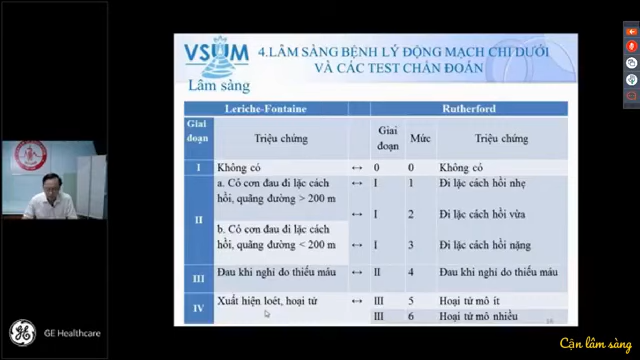 VSUM
4.LÂM SÀNG BỆNH LÝ ĐỘNG MẠCH CHI DƯỚI
VÀ CÁC TEST CHẨN ĐOÁN
Lâm sàng
Leriche-Fontaine Rutherford
Giai đoạn Triệu chứng Giai đoạn Mức Triệu chứng
I Không có ↔ 0 0 Không có
II a. Có cơn đau đi lặc cách hồi, quãng đường > 200 m ↔ I 1 Đi lặc cách hồi nhẹ
↔ I 2 Đi lặc cách hồi vừa
b. Có cơn đau đi lặc cách hồi, quãng đường < 200 m ↔ I 3 Đi lặc cách hồi nặng
III Đau khi nghỉ do thiếu máu ↔ II 4 Đau khi nghỉ do thiếu máu
IV Xuất hiện loét, hoại tử ↔ III 5 Hoại tử mô ít
III 6 Hoại tử mô nhiều
GE Healthcare
Cận lâm sàng